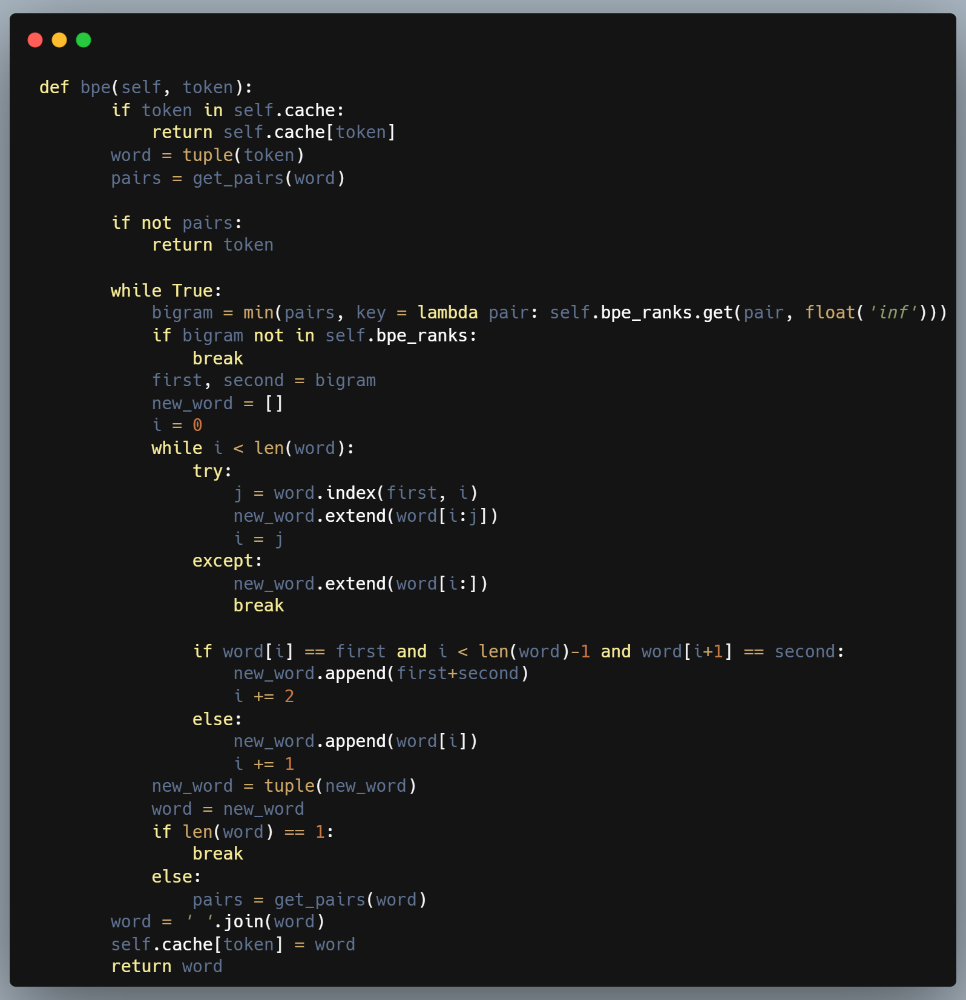 def bpe(self, token):
        if token in self.cache:
            return self.cache[token]
        word = tuple(token)
        pairs = get_pairs(word)

        if not pairs:
            return token

        while True:
            bigram = min(pairs, key = lambda pair: self.bpe_ranks.get(pair, float('inf')))
            if bigram not in self.bpe_ranks:
                break
            first, second = bigram
            new_word = []
            i = 0
            while i < len(word):
                try:
                    j = word.index(first, i)
                    new_word.extend(word[i:j])
                    i = j
                except:
                    new_word.extend(word[i:])
                    break

                if word[i] == first and i < len(word)-1 and word[i+1] == second:
                    new_word.append(first+second)
                    i += 2
                else:
                    new_word.append(word[i])
                    i += 1
            new_word = tuple(new_word)
            word = new_word
            if len(word) == 1:
                break
            else:
                pairs = get_pairs(word)
        word = ' '.join(word)
        self.cache[token] = word
        return word